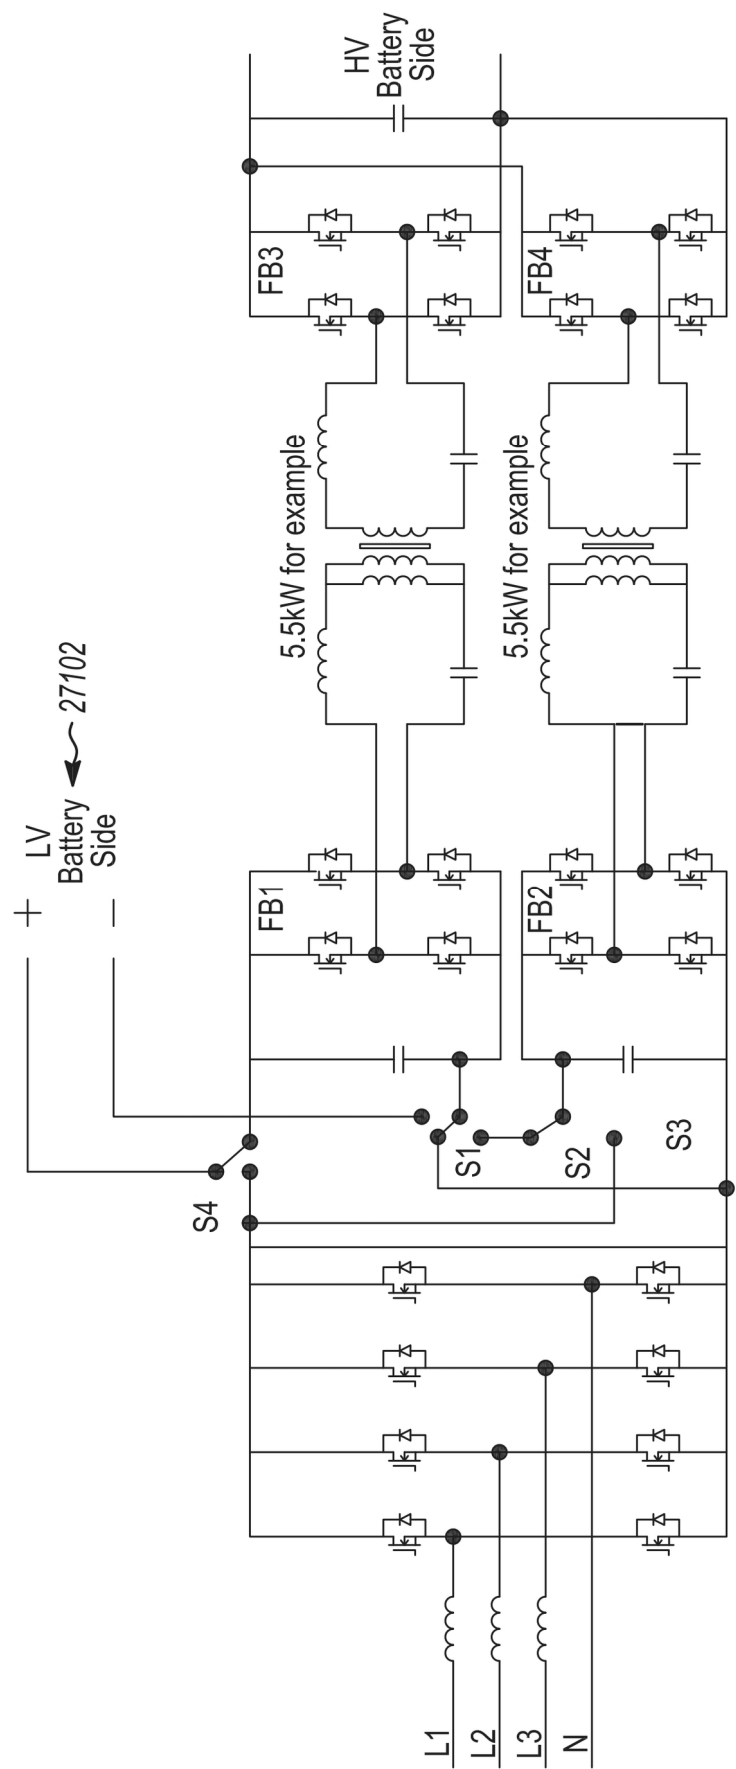 L1
L2
L3
N
S4
S1
S2
S3
FB1
FB2
LV
Battery
Side
+
−
27102
5.5kW for example
5.5kW for example
FB3
FB4
HV
Battery
Side